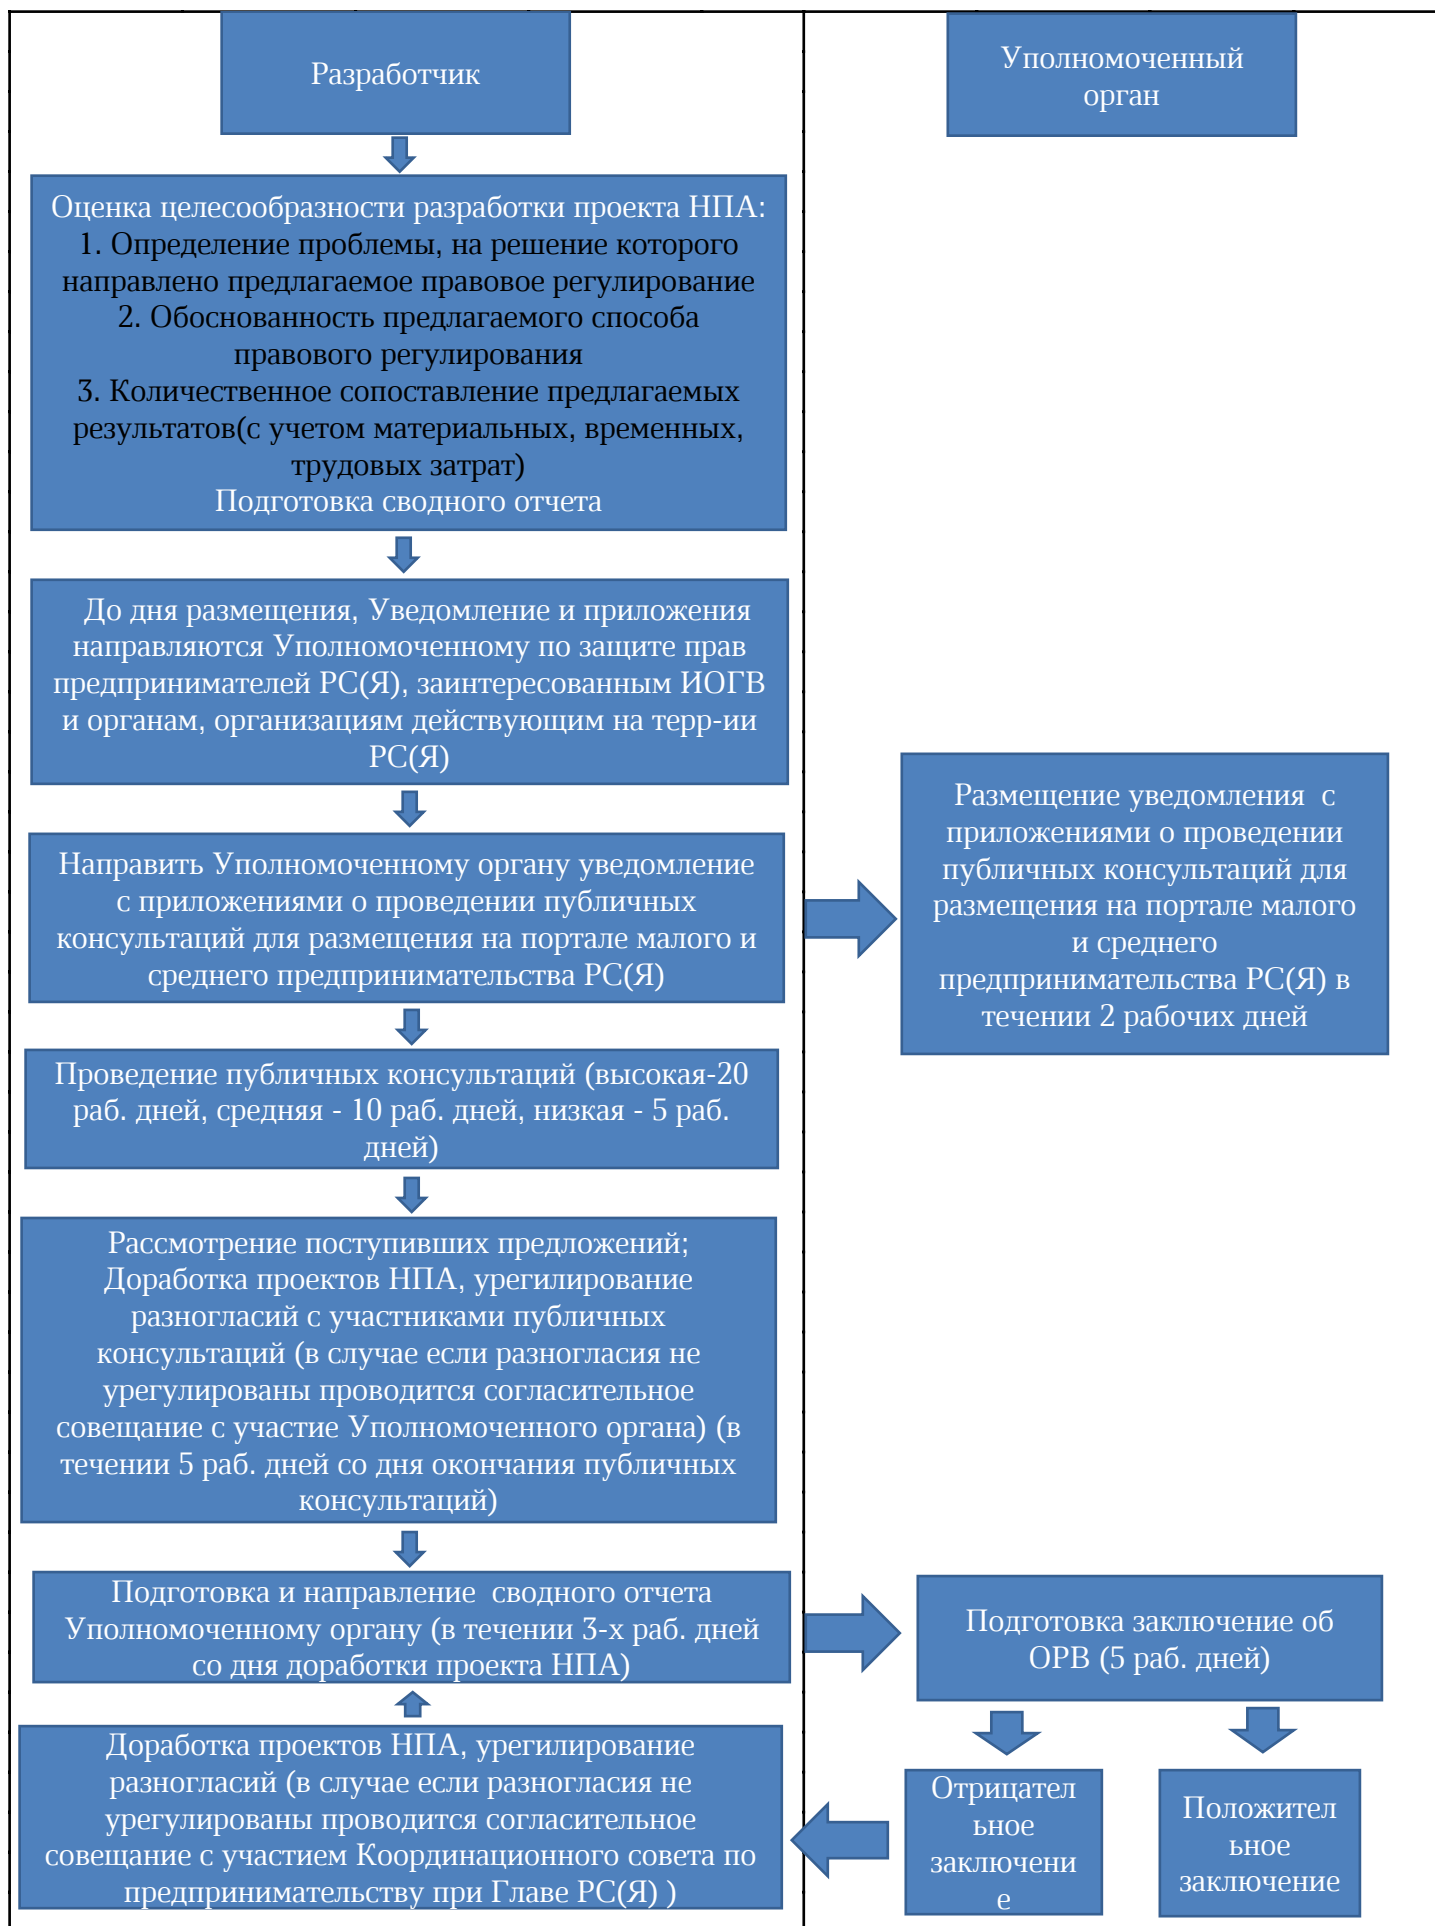 Разработчик
Уполномоченный
орган
Оценка целесообразности разработки проекта НПА:
1. Определение проблемы, на решение которого
направлено предлагаемое правовое регулирование
2. Обоснованность предлагаемого способа
правового регулирования
3. Количественное сопоставление предлагаемых
результатов(с учетом материальных, временных,
трудовых затрат)
Подготовка сводного отчета
До дня размещения, Уведомление и приложения
направляются Уполномоченному по защите прав
предпринимателей РС(Я), заинтересованным ИОГВ
и органам, организациям действующим на терр-ии
РС(Я)
Направить Уполномоченному органу уведомление
с приложениями о проведении публичных
консультаций для размещения на портале малого и
среднего предпринимательства РС(Я)
Размещение уведомления с
приложениями о проведении
публичных консультаций для
размещения на портале малого
и среднего
предпринимательства РС(Я) в
течении 2 рабочих дней
Проведение публичных консультаций (высокая-20
раб. дней, средняя - 10 раб. дней, низкая - 5 раб.
дней)
Рассмотрение поступивших предложений;
Доработка проектов НПА, урегилирование
разногласий с участниками публичных
консультаций (в случае если разногласия не
урегулированы проводится согласительное
совещание с участие Уполномоченного органа) (в
течении 5 раб. дней со дня окончания публичных
консультаций)
Подготовка и направление сводного отчета
Уполномоченному органу (в течении 3-х раб. дней
со дня доработки проекта НПА)
Подготовка заключение об
ОРВ (5 раб. дней)
Доработка проектов НПА, урегилирование
разногласий (в случае если разногласия не
урегулированы проводится согласительное
совещание с участием Координационного совета по
предпринимательству при Главе РС(Я) )
Отрицател
ьное
заключени
е
Положител
ьное
заключение